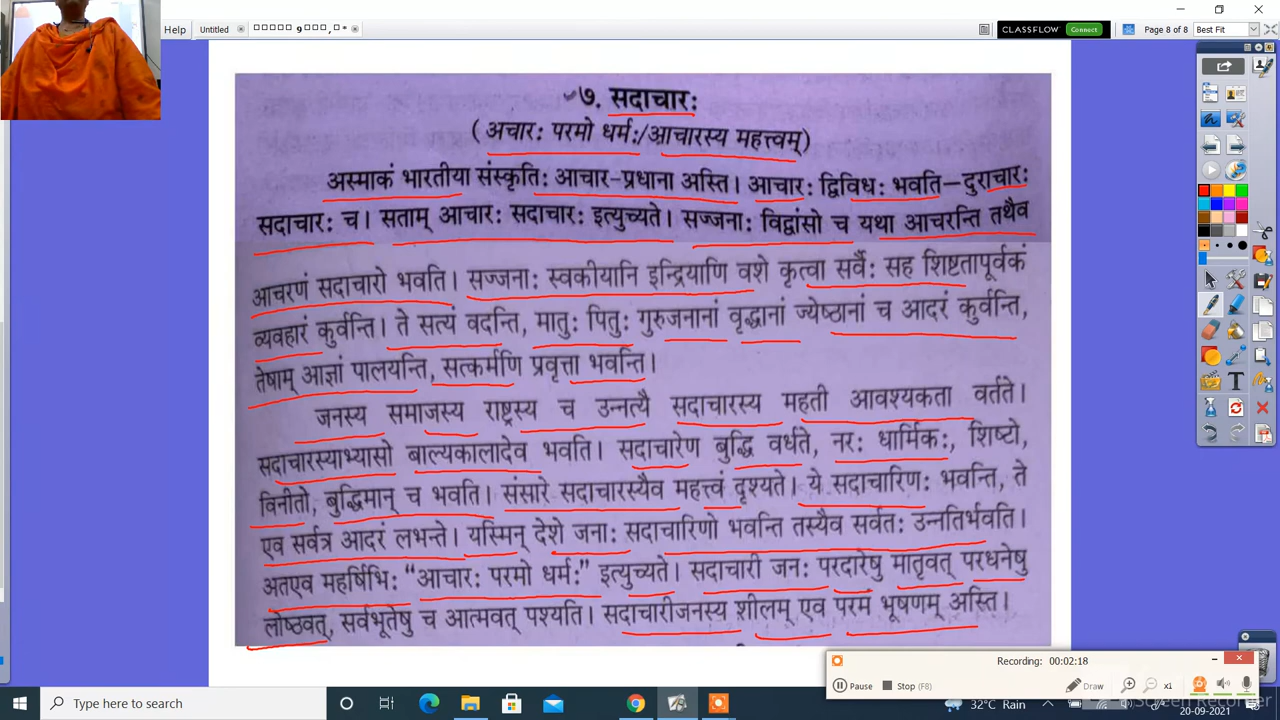 Help
Untitled
CLASSFLOW Connect
Page 8 of 8
Best Fit
७. सदाचारः
( अचारः परमो धर्मः/आचारस्य महत्त्वम्)
अस्माकं भारतीया संस्कृतिः आचार-प्रधाना अस्ति। आचारः द्विविधः भवति–दुराचारः
सदाचारः च। सताम् आचारः सदाचारः इत्युच्यते। सज्जनाः विद्वांसो च यथा आचरन्ति तथैव
आचरणं सदाचारो भवति। सज्जनाः स्वकीयानि इन्द्रियाणि वशे कृत्वा सर्वैः सह शिष्टतापूर्वकं
व्यवहारं कुर्वन्ति। ते सत्यं वदन्ति, मातुः पितुः गुरुजनानां वृद्धानां ज्येष्ठानां च आदरं कुर्वन्ति,
तेषाम् आज्ञां पालयन्ति, सत्कर्मणि प्रवृत्ता भवन्ति।
जनस्य समाजस्य राष्ट्रस्य च उन्नत्यै सदाचारस्य महती आवश्यकता वर्तते।
सदाचारस्याभ्यासो बाल्यकालादेव भवति। सदाचारेण बुद्धि वर्धते, नरः धार्मिकः, शिष्टो,
विनीतो, बुद्धिमान् च भवति। संसारे सदाचारस्यैव महत्त्वं दृश्यते। ये सदाचारिणः भवन्ति, ते
एव सर्वत्र आदरं लभन्ते। यस्मिन् देशे जनाः सदाचारिणो भवन्ति तस्यैव सर्वतः उन्नतिर्भवति।
अतएव महर्षिभिः “आचारः परमो धर्मः” इत्युच्यते। सदाचारी जनः परदारेषु मातृवत् परधनेषु
लोष्ठवत्, सर्वभूतेषु च आत्मवत् पश्यति। सदाचारीजनस्य शीलम् एव परमं भूषणम् अस्ति।
Recording: 00:02:18
Pause Stop (F8) Draw x1
Type here to search
32°C Rain
20-09-2021